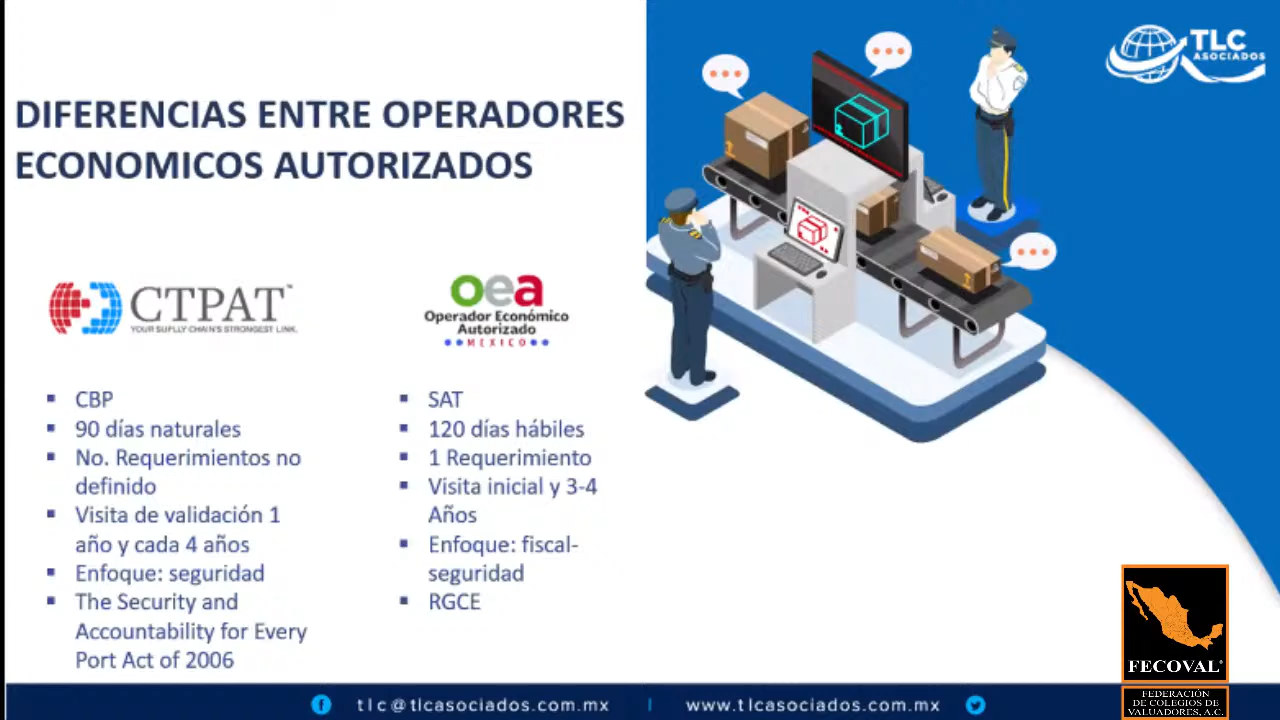 TLC
ASOCIADOS
DIFERENCIAS ENTRE OPERADORES
ECONOMICOS AUTORIZADOS
CTPAT™
YOUR SUPLLY CHAIN'S STRONGEST LINK.
▪ CBP
▪ 90 días naturales
▪ No. Requerimientos no
definido
▪ Visita de validación 1
año y cada 4 años
▪ Enfoque: seguridad
▪ The Security and
Accountability for Every
Port Act of 2006
oea
Operador Económico
Autorizado
MÉXICO
▪ SAT
▪ 120 días hábiles
▪ 1 Requerimiento
▪ Visita inicial y 3-4
Años
▪ Enfoque: fiscal-
seguridad
▪ RGCE
FECOVAL®
FEDERACIÓN
DE COLEGIOS DE
VALUADORES, A.C.
tlc@tlcasociados.com.mx | www.tlcasociados.com.mx